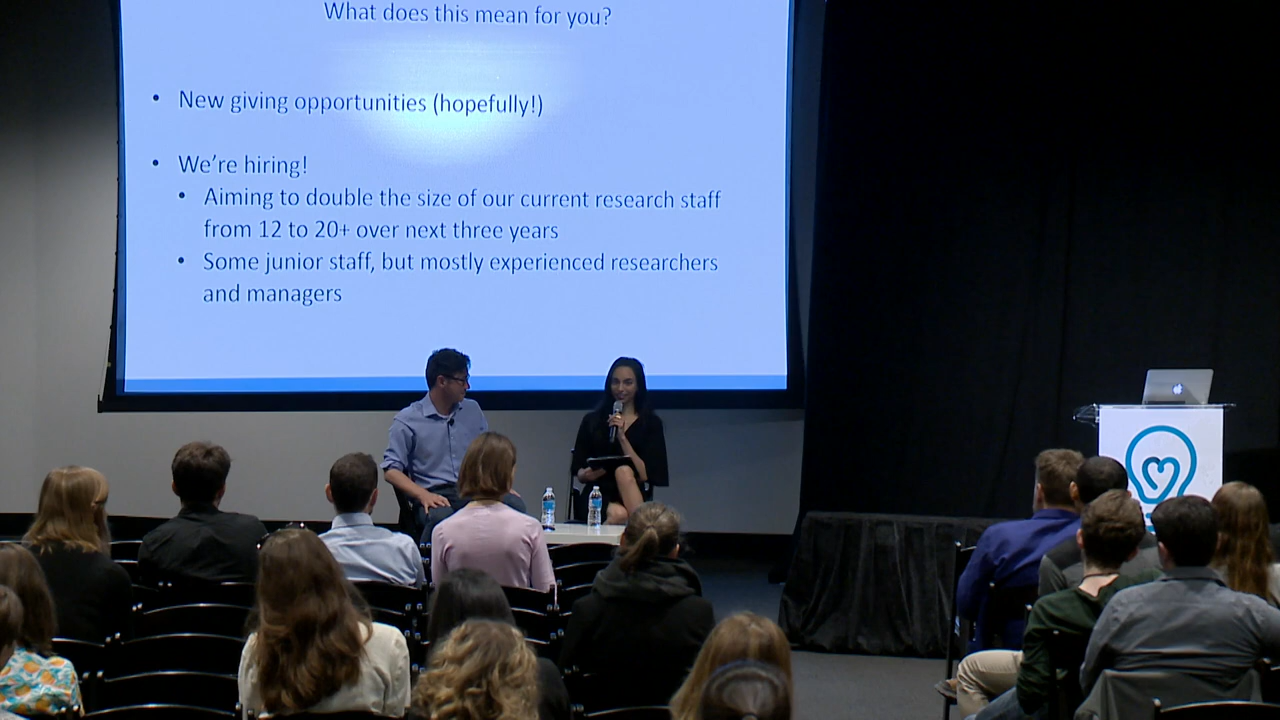 What does this mean for you?
• New giving opportunities (hopefully!)
• We're hiring!
• Aiming to double the size of our current research staff
from 12 to 20+ over next three years
• Some junior staff, but mostly experienced researchers
and managers